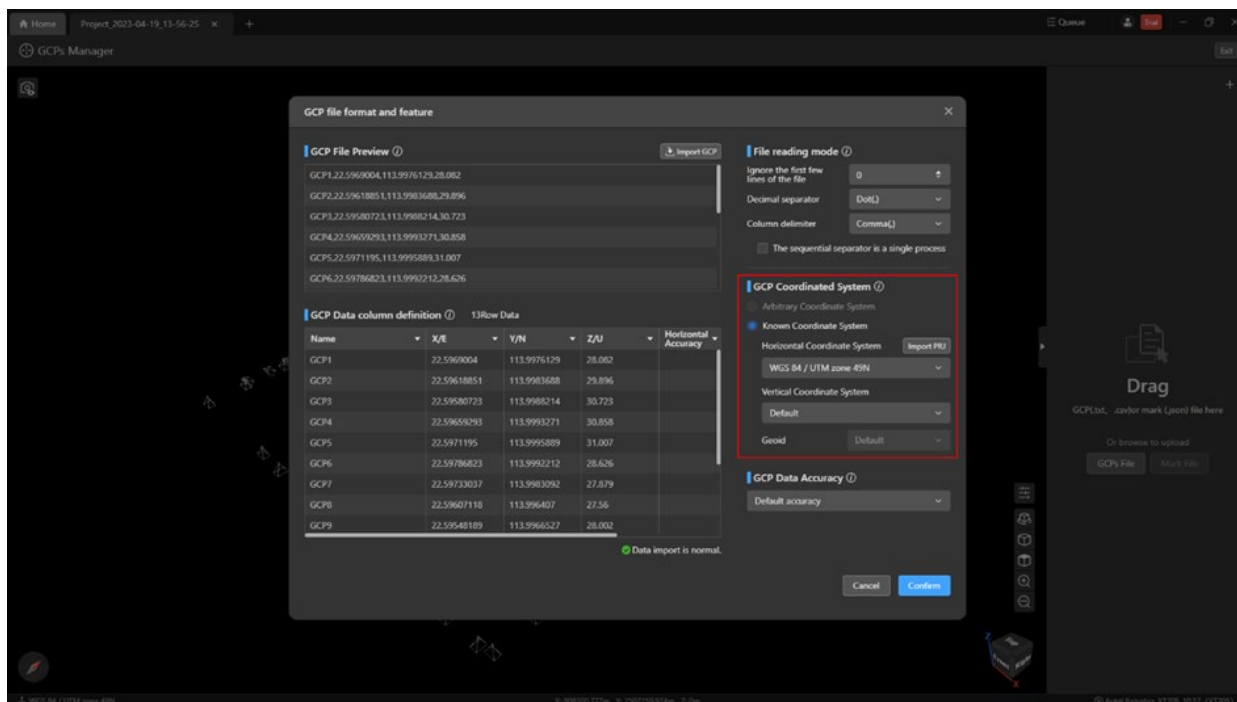 Home
Project_2023-04-19_13-56-25
Queue
Trial
GCPs Manager
Exit
GCP file format and feature
GCP File Preview
Import GCP
GCP1,22.5969004,113.9976129,28.082
GCP2,22.59618851,113.9983688,29.896
GCP3,22.59580723,113.9988214,30.723
GCP4,22.59659293,113.9993271,30.858
GCP5,22.5971195,113.9995889,31.007
GCP6,22.59786823,113.9992212,28.626
GCP Data column definition 13Row Data
Name X/E Y/N Z/U Horizontal Accuracy
GCP1 22.5969004 113.9976129 28.082
GCP2 22.59618851 113.9983688 29.896
GCP3 22.59580723 113.9988214 30.723
GCP4 22.59659293 113.9993271 30.858
GCP5 22.5971195 113.9995889 31.007
GCP6 22.59786823 113.9992212 28.626
GCP7 22.59733037 113.9983092 27.879
GCP8 22.59607118 113.996407 27.56
GCP9 22.59548189 113.9966527 28.002
Data import is normal.
File reading mode
Ignore the first few
lines of the file 0
Decimal separator Dot(.)
Column delimiter Comma(,)
The sequential separator is a single process
GCP Coordinated System
Arbitrary Coordinate System
Known Coordinate System
Horizontal Coordinate System Import PRJ
WGS 84 / UTM zone 49N
Vertical Coordinate System
Default
Geoid Default
GCP Data Accuracy
Default accuracy
Cancel Confirm
Drag
file here
Or browse to upload
GCPs File Mark File
WGS 84 / UTM zone 49N